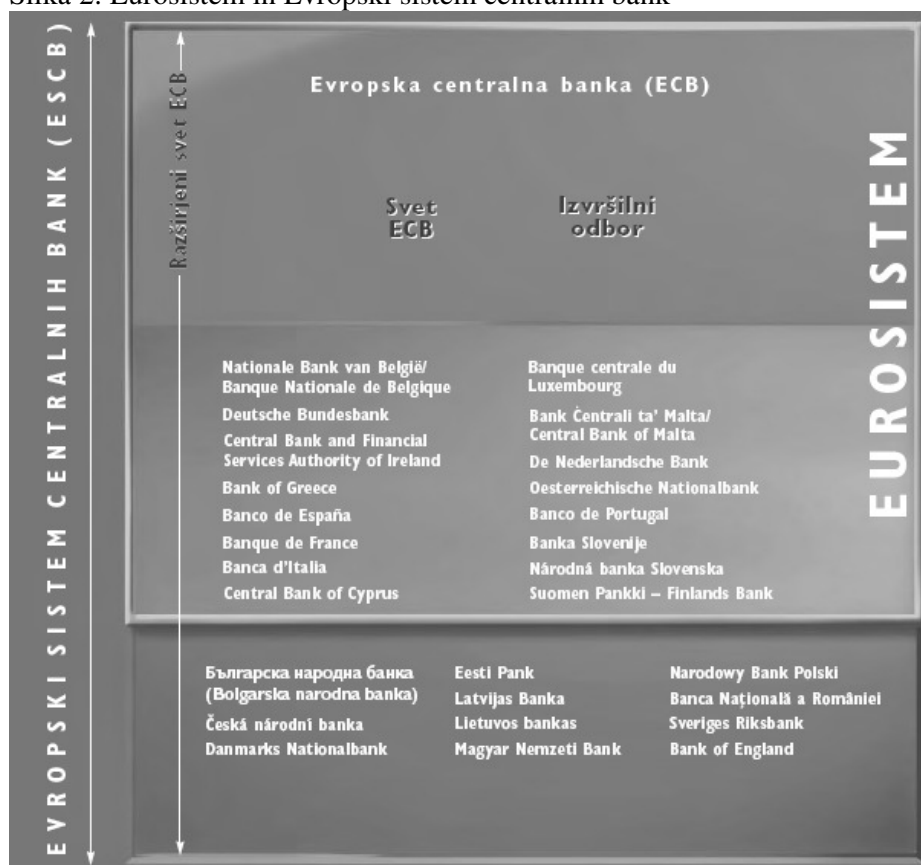 Slika 2: Eurosistem in Evropski sistem centralnih bank
EVROPSKI SISTEM CENTRALNIH BANK (ESCB)
Razširjeni svet ECB
Evropska centralna banka (ECB)
Svet
ECB
Izvršilni
odbor
EUROSISTEM
Nationale Bank van België/
Banque Nationale de Belgique
Deutsche Bundesbank
Central Bank and Financial
Services Authority of Ireland
Bank of Greece
Banco de España
Banque de France
Banca d'Italia
Central Bank of Cyprus
Banque centrale du
Luxembourg
Bank Ċentrali ta' Malta/
Central Bank of Malta
De Nederlandsche Bank
Oesterreichische Nationalbank
Banco de Portugal
Banka Slovenije
Národná banka Slovenska
Suomen Pankki – Finlands Bank
Българска народна банка
(Bolgarska narodna banka)
Česká národní banka
Danmarks Nationalbank
Eesti Pank
Latvijas Banka
Lietuvos bankas
Magyar Nemzeti Bank
Narodowy Bank Polski
Banca Națională a României
Sveriges Riksbank
Bank of England